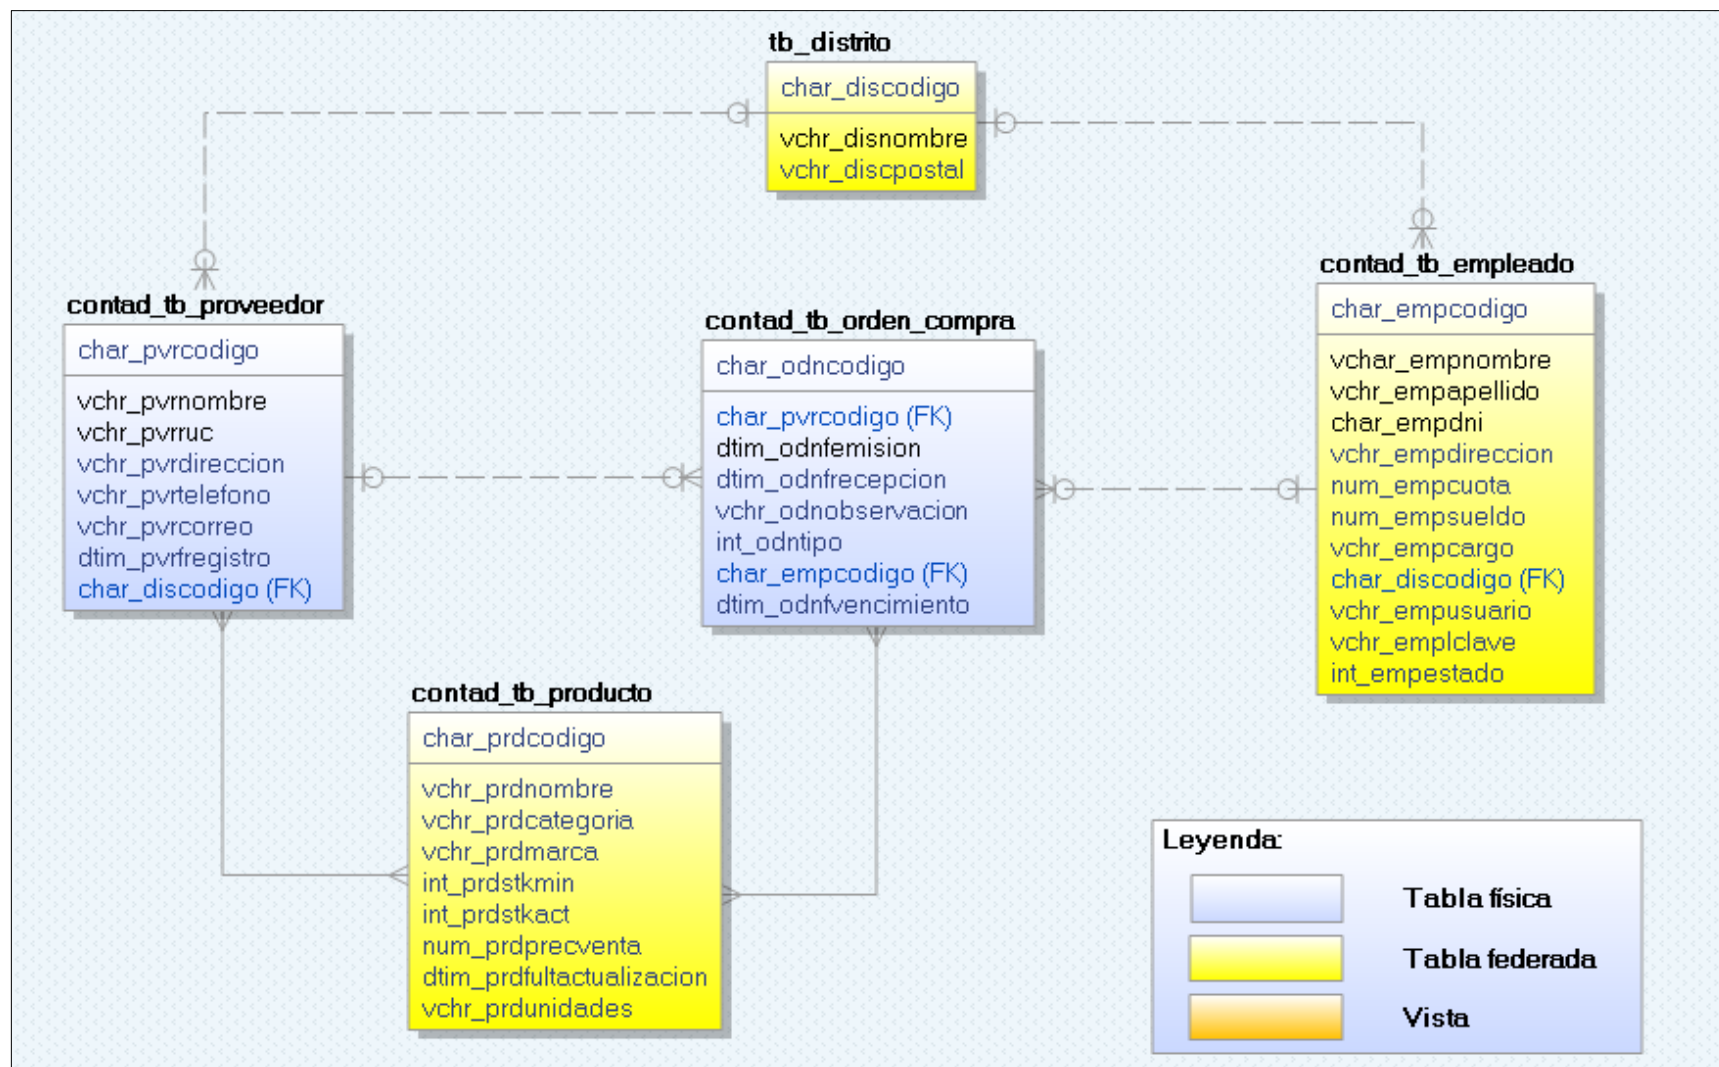 tb_distrito
char_discodigo
vchr_disnombre
vchr_discpostal
contad_tb_proveedor
char_pvrcodigo
vchr_pvrnombre
vchr_pvrruc
vchr_pvrdireccion
vchr_pvrtelefono
vchr_pvrcorreo
dtim_pvrfregistro
char_discodigo (FK)
contad_tb_orden_compra
char_odncodigo
char_pvrcodigo (FK)
dtim_odnfemision
dtim_odnfrecepcion
vchr_odnobservacion
int_odntipo
char_empcodigo (FK)
dtim_odnfvencimiento
contad_tb_empleado
char_empcodigo
vchar_empnombre
vchr_empapellido
char_empdni
vchr_empdireccion
num_empcuota
num_empsueldo
vchr_empcargo
char_discodigo (FK)
vchr_empusuario
vchr_emplclave
int_empestado
contad_tb_producto
char_prdcodigo
vchr_prdnombre
vchr_prdcategoria
vchr_prdmarca
int_prdstkmin
int_prdstkact
num_prdprecventa
dtim_prdfultactualizacion
vchr_prdunidades
Leyenda:
Tabla física
Tabla federada
Vista